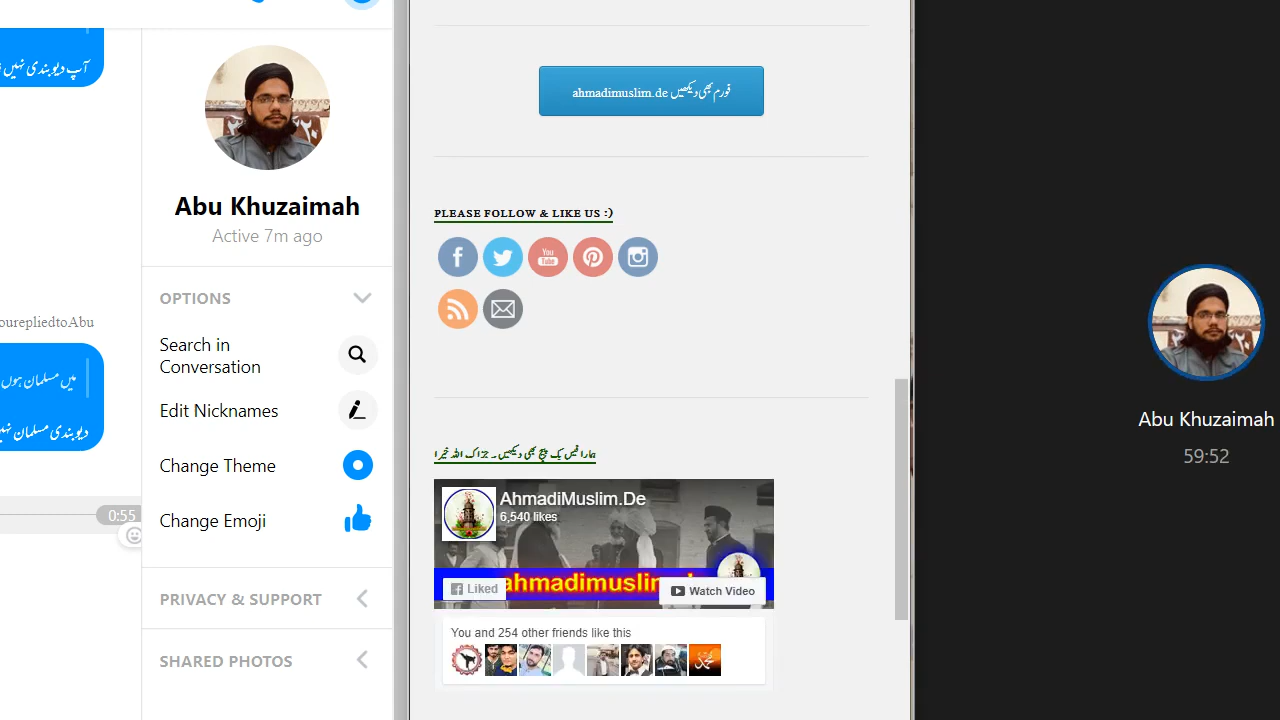 آپ دیوبندی نہیں
Abu Khuzaimah
Active 7m ago
OPTIONS
Search in
Conversation
Edit Nicknames
Change Theme
Change Emoji
PRIVACY & SUPPORT
SHARED PHOTOS
ourepliedtoAbu
میں مسلمان ہوں
دیوبندی مسلمان
0:55
فورم بھی دیکھیں ahmadimuslim.de
PLEASE FOLLOW & LIKE US :)
You
Tube
ہمارا فیس بک پیج بھی دیکھیں۔ جزاک اللہ خیرا
AhmadiMuslim.De
6,540 likes
Liked
Watch Video
You and 254 other friends like this
محمد
Abu Khuzaimah
59:52